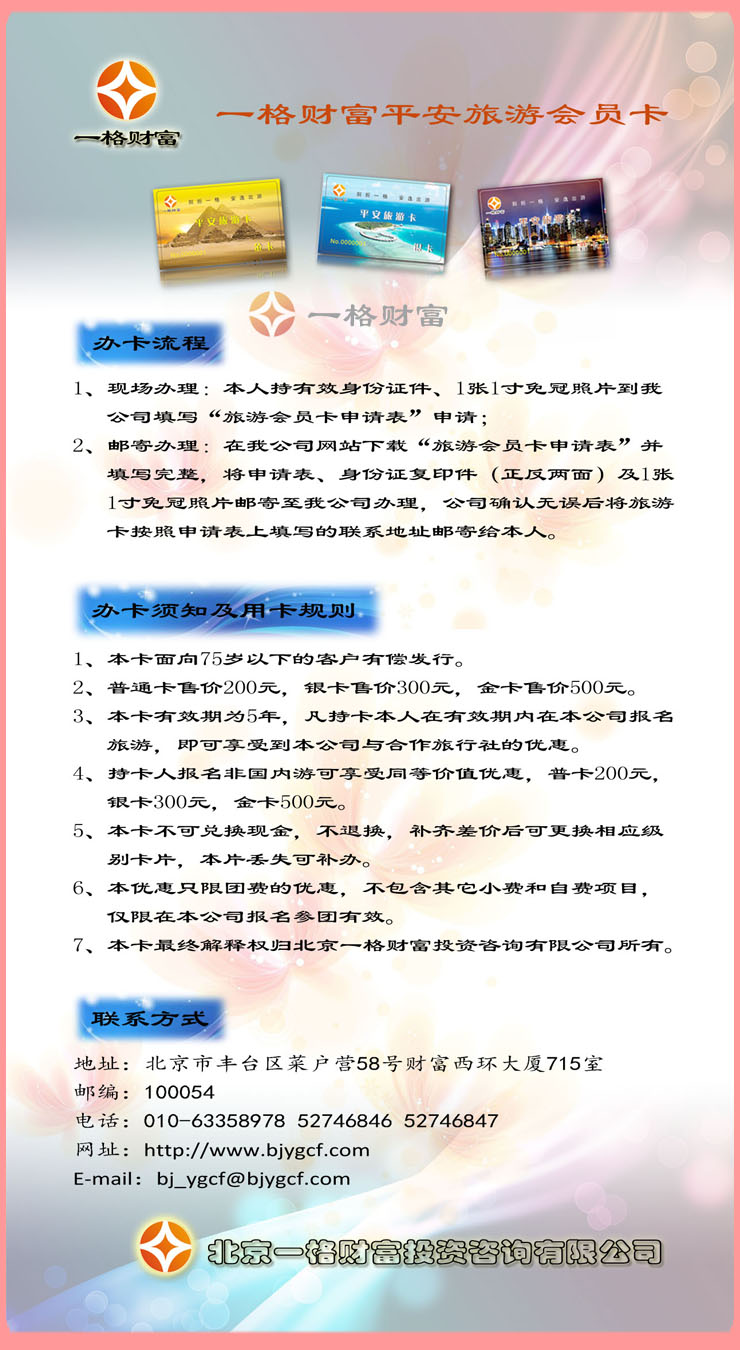 一格财富
一格财富平安旅游会员卡
一格财富
平安旅游卡
平安旅游卡
No.0000001
银卡
平安旅游卡
No.0000001
一格财富
办卡流程
1、现场办理：本人持有效身份证件、1张1寸免冠照片到我
公司填写“旅游会员卡申请表”申请；
2、邮寄办理：在我公司网站下载“旅游会员卡申请表”并
填写完整，将申请表、身份证复印件（正反两面）及1张
1寸免冠照片邮寄至我公司办理，公司确认无误后将旅游
卡按照申请表上填写的联系地址邮寄给本人。
办卡须知及用卡规则
1、本卡面向75岁以下的客户有偿发行。
2、普通卡售价200元，银卡售价300元，金卡售价500元。
3、本卡有效期为5年，凡持卡本人在有效期内在本公司报名
旅游，即可享受到本公司与合作旅行社的优惠。
4、持卡人报名非国内游可享受同等价值优惠，普卡200元，
银卡300元，金卡500元。
5、本卡不可兑换现金，不退换，补齐差价后可更换相应级
别卡片，本片丢失可补办。
6、本优惠只限团费的优惠，不包含其它小费和自费项目，
仅限在本公司报名参团有效。
7、本卡最终解释权归北京一格财富投资咨询有限公司所有。
联系方式
地址：北京市丰台区菜户营58号财富西环大厦715室
邮编：100054
电话：010-63358978 52746846 52746847
网址：http://www.bjygcf.com
E-mail：bj_ygcf@bjygcf.com
北京一格财富投资咨询有限公司